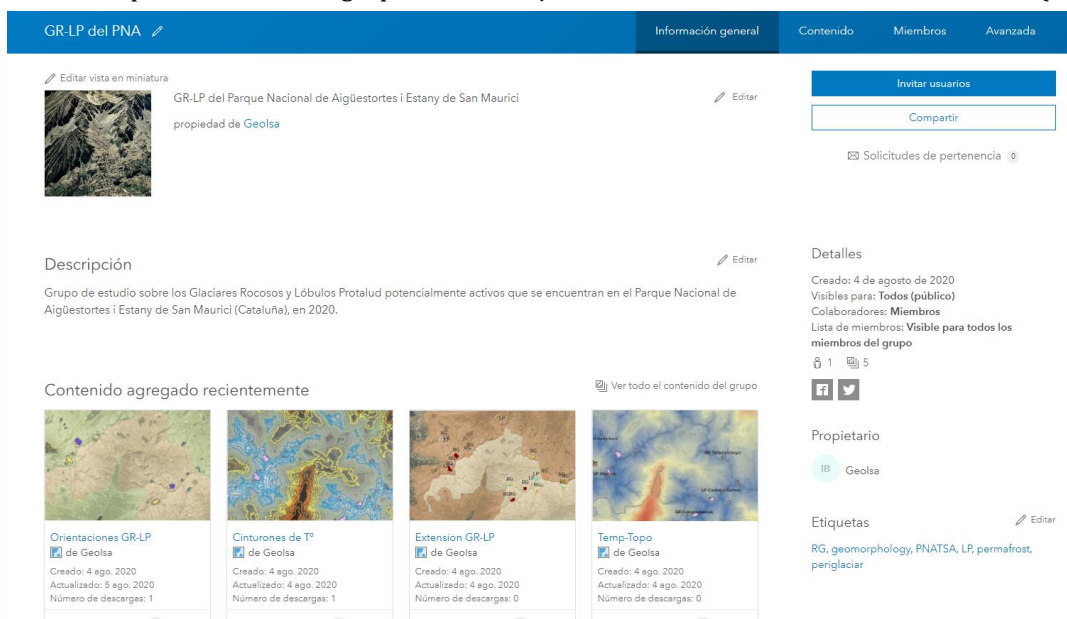 GR-LP del PNA
Información general
Contenido
Miembros
Avanzada
Editar vista en miniatura
GR-LP del Parque Nacional de Aigüestortes i Estany de San Maurici
Editar
propiedad de GeoIsa
Invitar usuarios
Compartir
Solicitudes de pertenencia 0
Descripción
Editar
Grupo de estudio sobre los Glaciares Rocosos y Lóbulos Protalud potencialmente activos que se encuentran en el Parque Nacional de
Aigüestortes i Estany de San Maurici (Cataluña), en 2020.
Detalles
Creado: 4 de agosto de 2020
Visibles para: Todos (público)
Colaboradores: Miembros
Lista de miembros: Visible para todos los
miembros del grupo
1 5
Contenido agregado recientemente
Ver todo el contenido del grupo
Orientaciones GR-LP
de GeoIsa
Creado: 4 ago. 2020
Actualizado: 5 ago. 2020
Número de descargas: 1
Cinturones de Tº
de GeoIsa
Creado: 4 ago. 2020
Actualizado: 4 ago. 2020
Número de descargas: 1
Extension GR-LP
de GeoIsa
Creado: 4 ago. 2020
Actualizado: 4 ago. 2020
Número de descargas: 0
Temp-Topo
de GeoIsa
Creado: 4 ago. 2020
Actualizado: 4 ago. 2020
Número de descargas: 0
Propietario
IB GeoIsa
Etiquetas
Editar
RG, geomorphology, PNATSA, LP, permafrost,
periglaciar